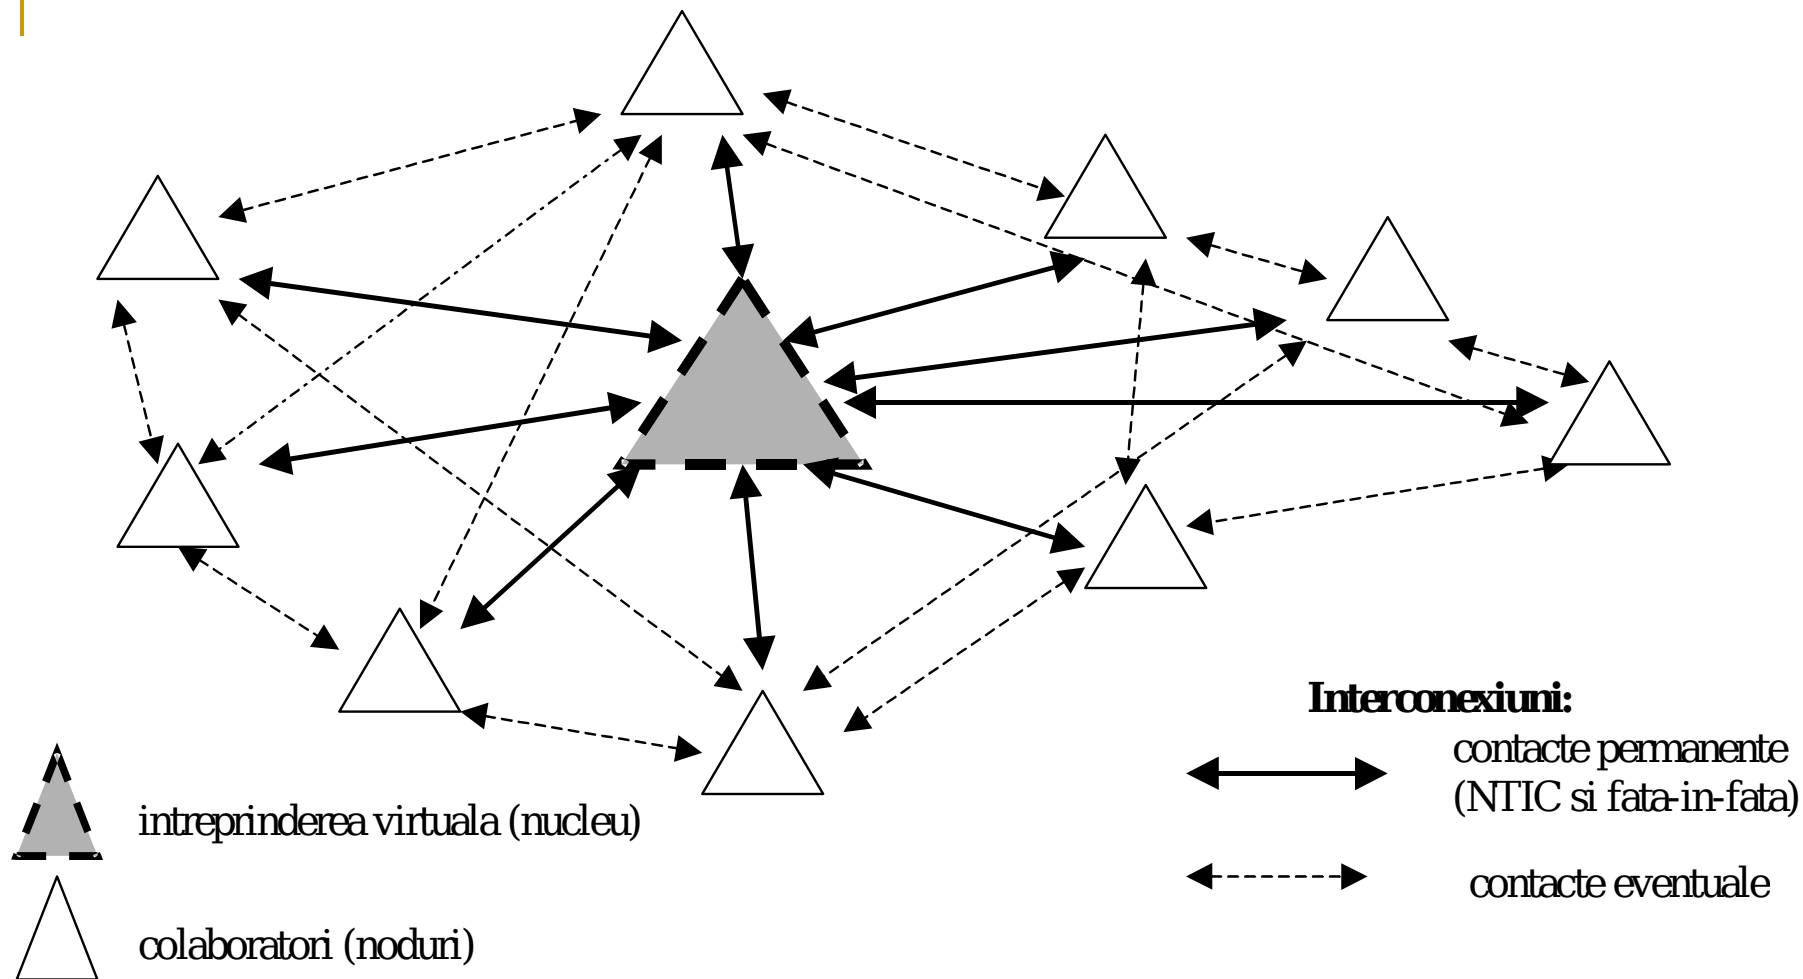 Interconexiuni:
contacte permanente
(NTIC si fata-in-fata)
contacte eventuale
intreprinderea virtuala (nucleu)
colaboratori (noduri)